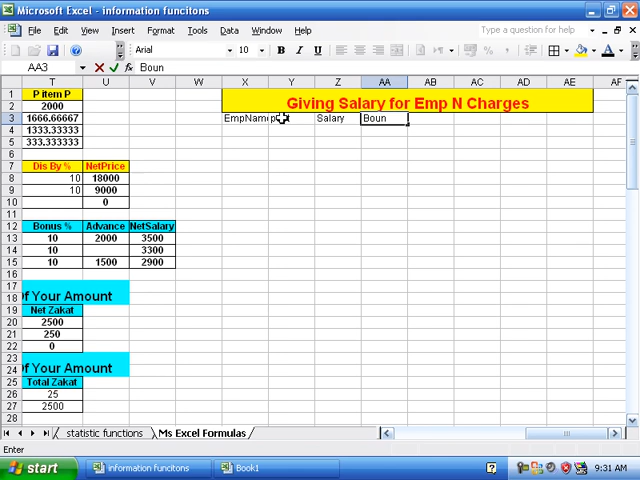 Microsoft Excel - information funcitons
File Edit View Insert Format Tools Data Window Help
Type a question for help
Arial 10 B I U
AA3 Boun
T U V W X Y Z AA AB AC AD AE AF
1 P item P Giving Salary for Emp N Charges
2 2000
3 1666.66667 EmpName Salary Boun
4 1333.33333
5 333.333333
6
7 Dis By % NetPrice
8 10 18000
9 10 9000
10 0
11
12 Bonus % Advance NetSalary
13 10 2000 3500
14 10 3300
15 10 1500 2900
16
17
18 Of Your Amount
19 Net Zakat
20 2500
21 250
22 0
23
24 Of Your Amount
25 Total Zakat
26 25
27 2500
28
statistic functions Ms Excel Formulas
Enter
start information funcitons Book1 9:31 AM